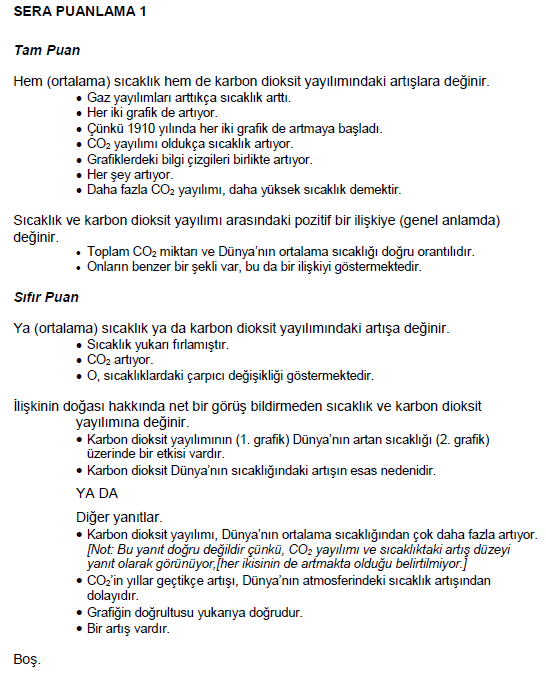 SERA PUANLAMA 1
Tam Puan
Hem (ortalama) sıcaklık hem de karbon dioksit yayılımındaki artışlara değinir.
• Gaz yayılımları arttıkça sıcaklık arttı.
• Her iki grafik de artıyor.
• Çünkü 1910 yılında her iki grafik de artmaya başladı.
• CO₂ yayılımı oldukça sıcaklık artıyor.
• Grafiklerdeki bilgi çizgileri birlikte artıyor.
• Her şey artıyor.
• Daha fazla CO₂ yayılımı, daha yüksek sıcaklık demektir.
Sıcaklık ve karbon dioksit yayılımı arasındaki pozitif bir ilişkiye (genel anlamda)
değinir.
• Toplam CO₂ miktarı ve Dünya’nın ortalama sıcaklığı doğru orantılıdır.
• Onların benzer bir şekli var, bu da bir ilişkiyi göstermektedir.
Sıfır Puan
Ya (ortalama) sıcaklık ya da karbon dioksit yayılımındaki artışa değinir.
• Sıcaklık yukarı fırlamıştır.
• CO₂ artıyor.
• O, sıcaklıklardaki çarpıcı değişikliği göstermektedir.
İlişkinin doğası hakkında net bir görüş bildirmeden sıcaklık ve karbon dioksit
yayılımına değinir.
• Karbon dioksit yayılımının (1. grafik) Dünya’nın artan sıcaklığı (2. grafik)
üzerinde bir etkisi vardır.
• Karbon dioksit Dünya’nın sıcaklığındaki artışın esas nedenidir.
YA DA
Diğer yanıtlar.
• Karbon dioksit yayılımı, Dünya’nın ortalama sıcaklığından çok daha fazla artıyor.
[Not: Bu yanıt doğru değildir çünkü, CO₂ yayılımı ve sıcaklıktaki artış düzeyi
yanıt olarak görünüyor,[her ikisinin de artmakta olduğu belirtilmiyor.]
• CO₂’in yıllar geçtikçe artışı, Dünya’nın atmosferindeki sıcaklık artışından
dolayıdır.
• Grafiğin doğrultusu yukarıya doğrudur.
• Bir artış vardır.
Boş.